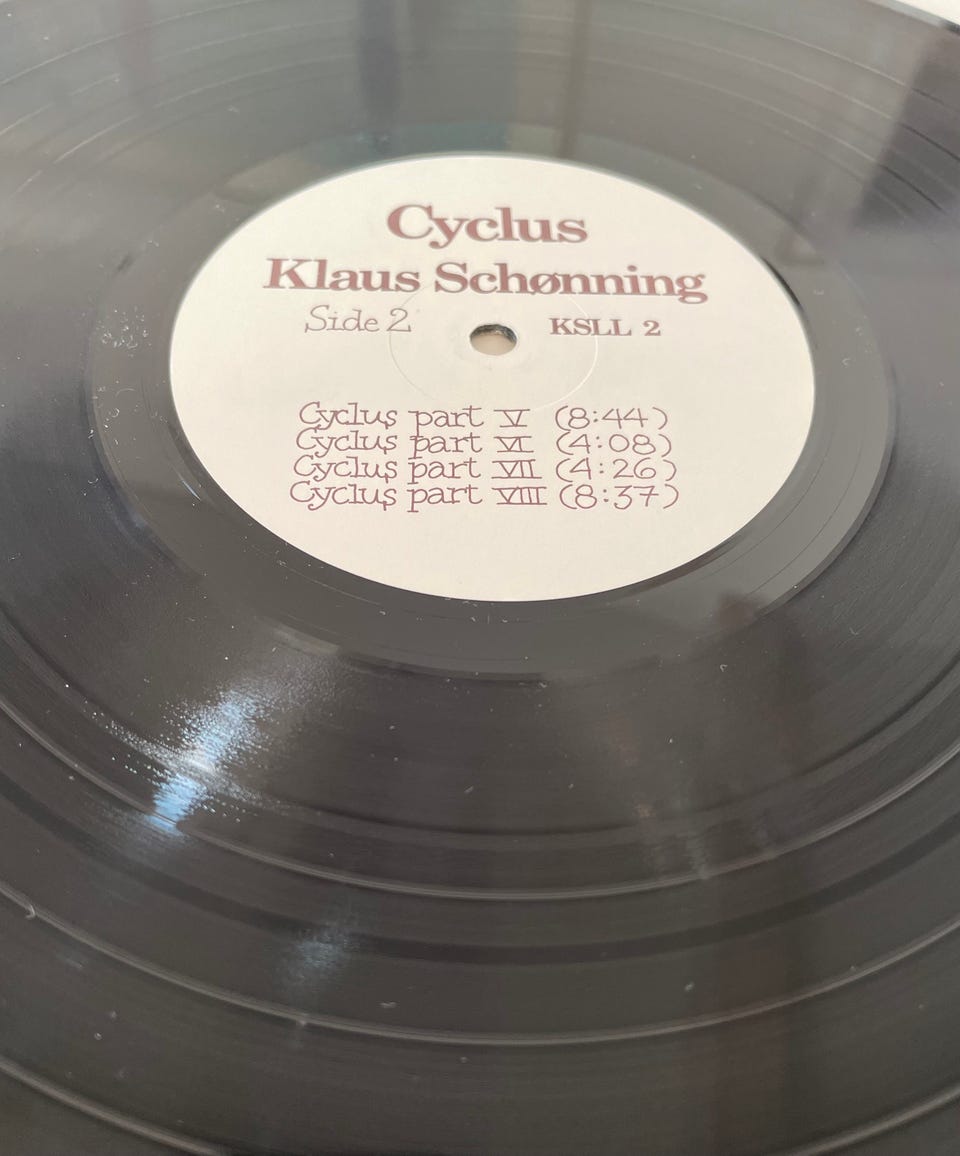 Cyclus
Klaus Schønning
Side 2 KSLL 2
Cyclus part V (8:44)
Cyclus part VI (4:08)
Cyclus part VII (4:26)
Cyclus part VIII (8:37)